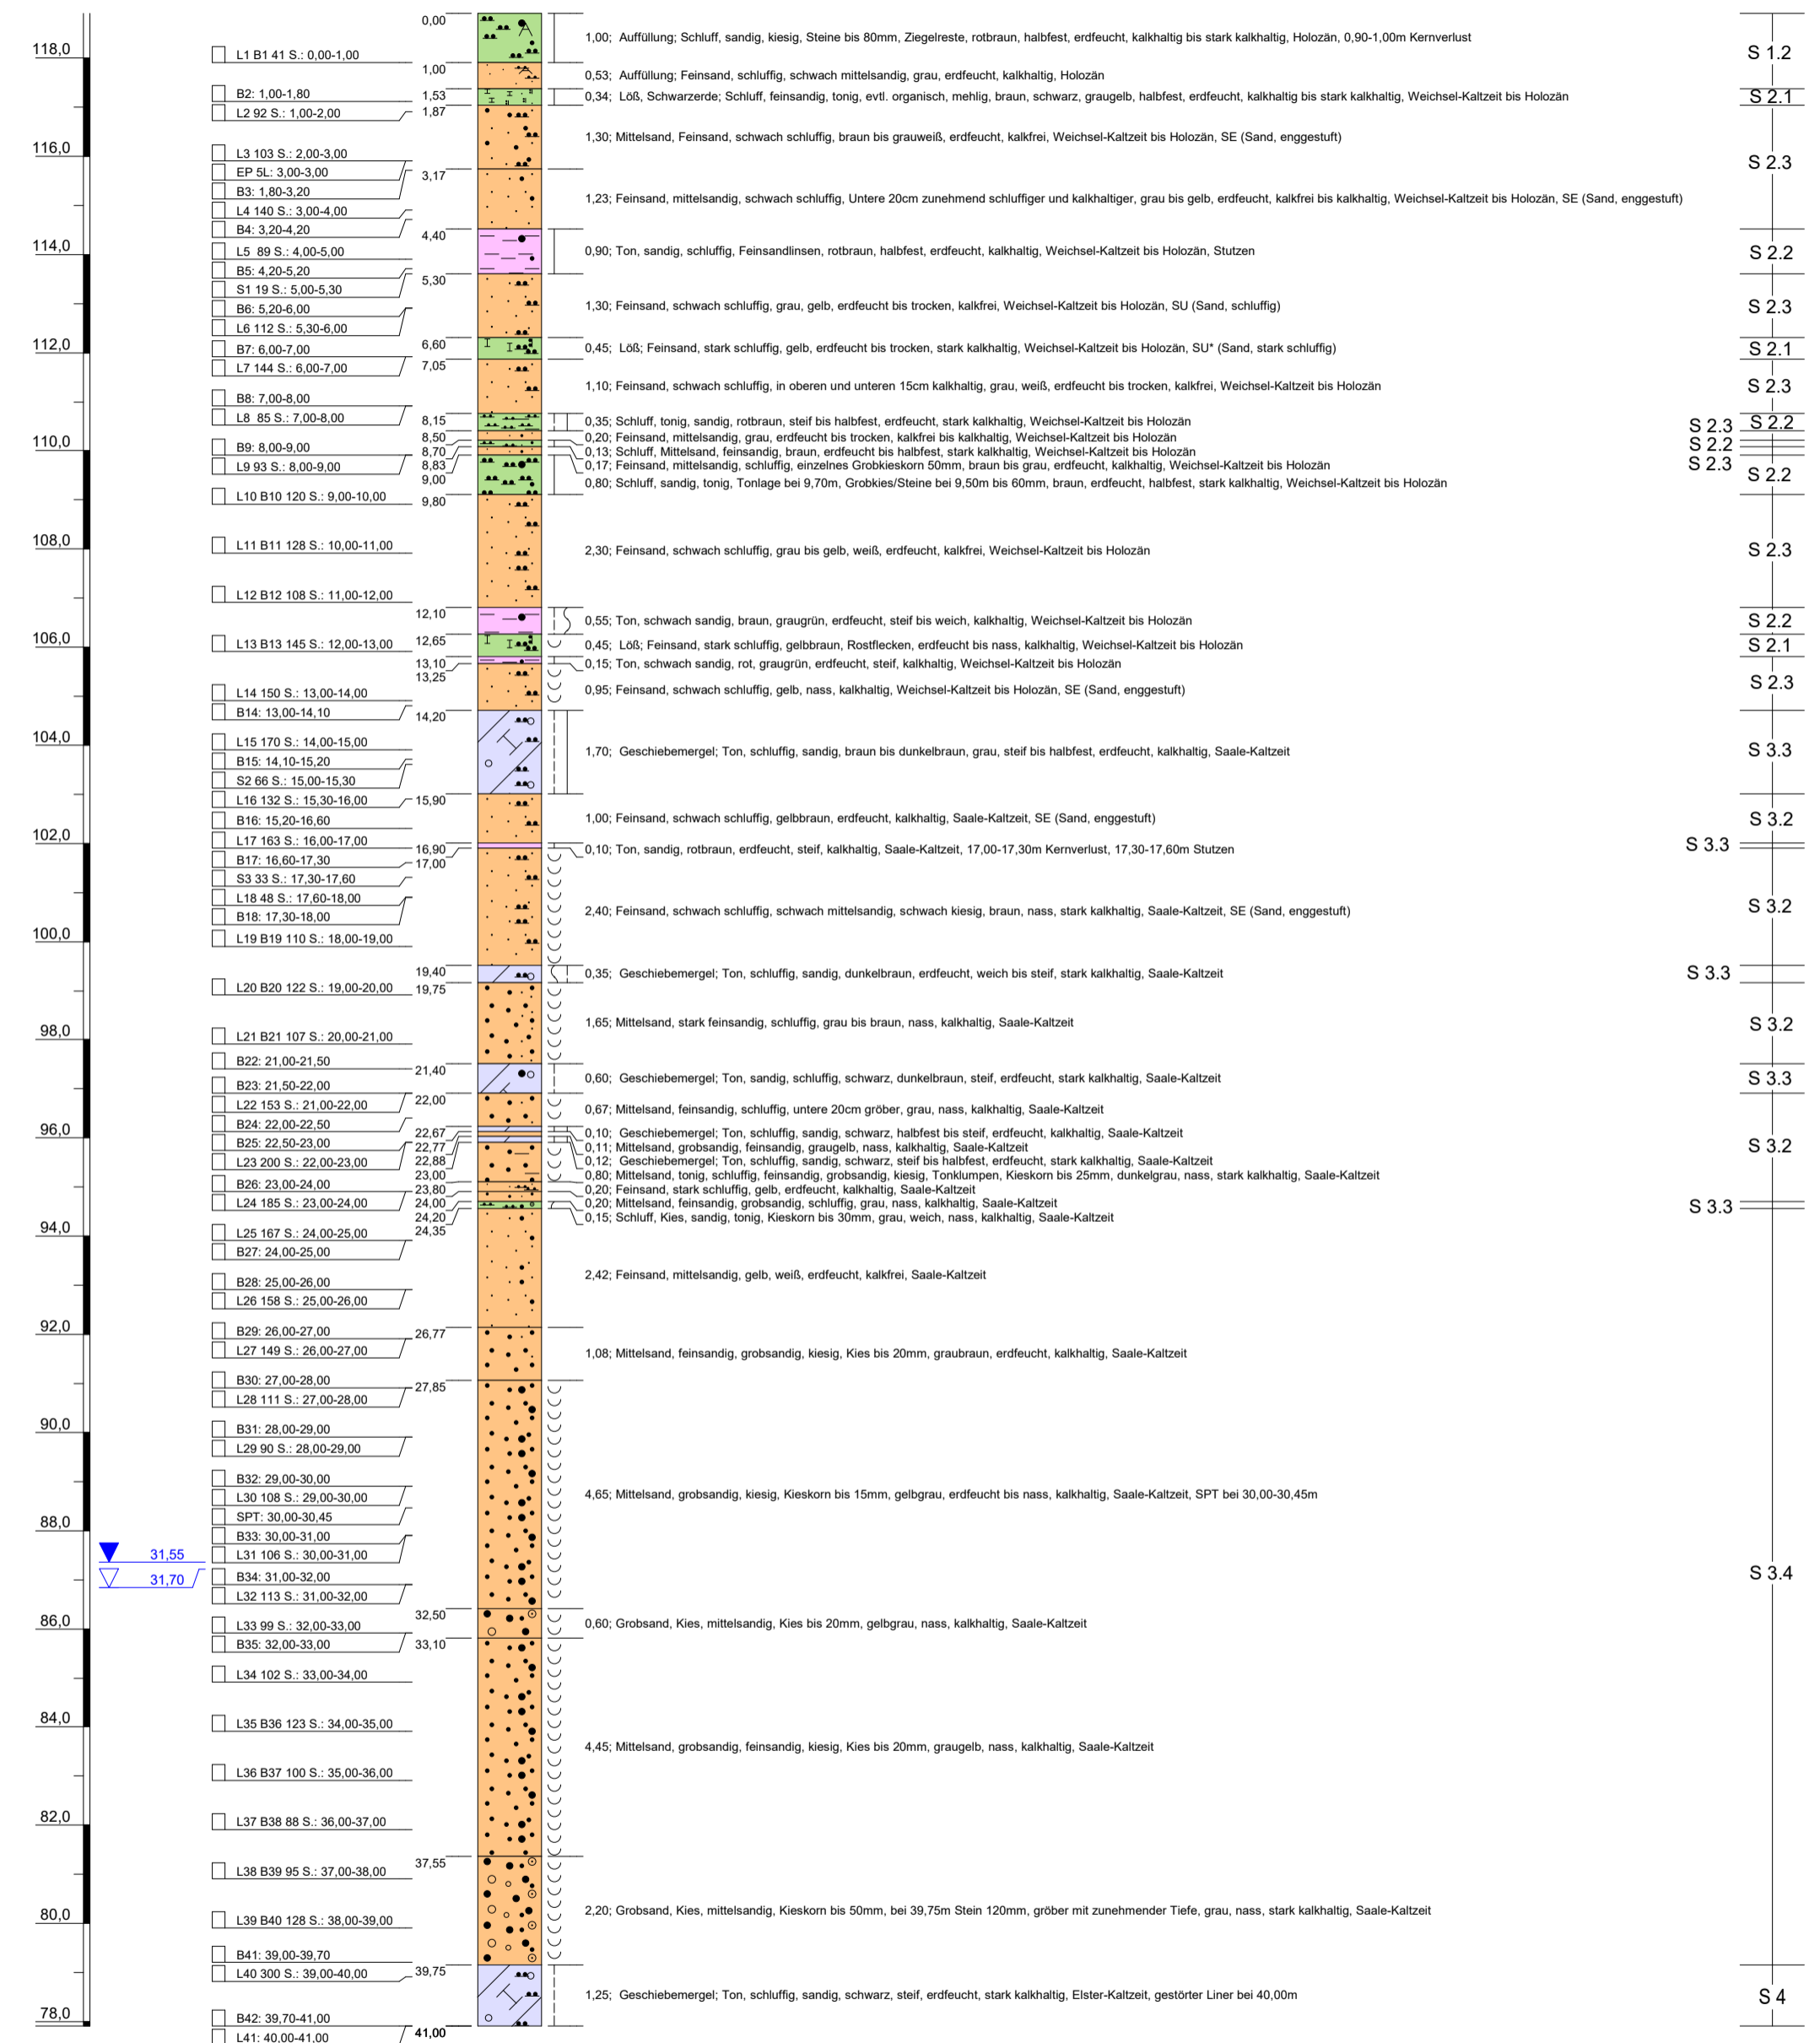 118,0
116,0
114,0
112,0
110,0
108,0
106,0
104,0
102,0
100,0
98,0
96,0
94,0
92,0
90,0
88,0
86,0
84,0
82,0
80,0
78,0
31,55
31,70
L1 B1 41 S.: 0,00-1,00
B2: 1,00-1,80
L2 92 S.: 1,00-2,00
L3 103 S.: 2,00-3,00
EP 5L: 3,00-3,00
B3: 1,80-3,20
L4 140 S.: 3,00-4,00
B4: 3,20-4,20
L5 89 S.: 4,00-5,00
B5: 4,20-5,20
S1 19 S.: 5,00-5,30
B6: 5,20-6,00
L6 112 S.: 5,30-6,00
B7: 6,00-7,00
L7 144 S.: 6,00-7,00
B8: 7,00-8,00
L8 85 S.: 7,00-8,00
B9: 8,00-9,00
L9 93 S.: 8,00-9,00
L10 B10 120 S.: 9,00-10,00
L11 B11 128 S.: 10,00-11,00
L12 B12 108 S.: 11,00-12,00
L13 B13 145 S.: 12,00-13,00
L14 150 S.: 13,00-14,00
B14: 13,00-14,10
L15 170 S.: 14,00-15,00
B15: 14,10-15,20
S2 66 S.: 15,00-15,30
L16 132 S.: 15,30-16,00
B16: 15,20-16,60
L17 163 S.: 16,00-17,00
B17: 16,60-17,30
S3 33 S.: 17,30-17,60
L18 48 S.: 17,60-18,00
B18: 17,30-18,00
L19 B19 110 S.: 18,00-19,00
L20 B20 122 S.: 19,00-20,00
L21 B21 107 S.: 20,00-21,00
B22: 21,00-21,50
B23: 21,50-22,00
L22 153 S.: 21,00-22,00
B24: 22,00-22,50
B25: 22,50-23,00
L23 200 S.: 22,00-23,00
B26: 23,00-24,00
L24 185 S.: 23,00-24,00
L25 167 S.: 24,00-25,00
B27: 24,00-25,00
B28: 25,00-26,00
L26 158 S.: 25,00-26,00
B29: 26,00-27,00
L27 149 S.: 26,00-27,00
B30: 27,00-28,00
L28 111 S.: 27,00-28,00
B31: 28,00-29,00
L29 90 S.: 28,00-29,00
B32: 29,00-30,00
L30 108 S.: 29,00-30,00
SPT: 30,00-30,45
B33: 30,00-31,00
L31 106 S.: 30,00-31,00
B34: 31,00-32,00
L32 113 S.: 31,00-32,00
L33 99 S.: 32,00-33,00
B35: 32,00-33,00
L34 102 S.: 33,00-34,00
L35 B36 123 S.: 34,00-35,00
L36 B37 100 S.: 35,00-36,00
L37 B38 88 S.: 36,00-37,00
L38 B39 95 S.: 37,00-38,00
L39 B40 128 S.: 38,00-39,00
B41: 39,00-39,70
L40 300 S.: 39,00-40,00
B42: 39,70-41,00
L41: 40,00-41,00
0,00
1,00
1,53
1,87
3,17
4,40
5,30
6,60
7,05
8,15
8,50
8,70
8,83
9,00
9,80
12,10
12,65
13,10
13,25
14,20
15,90
16,90
17,00
19,40
19,75
21,40
22,00
22,67
22,77
22,88
23,00
23,80
24,00
24,20
24,35
26,77
27,85
32,50
33,10
37,55
39,75
41,00
1,00; Auffüllung; Schluff, sandig, kiesig, Steine bis 80mm, Ziegelreste, rotbraun, halbfest, erdfeucht, kalkhaltig bis stark kalkhaltig, Holozän, 0,90-1,00m Kernverlust
0,53; Auffüllung; Feinsand, schluffig, schwach mittelsandig, grau, erdfeucht, kalkhaltig, Holozän
0,34; Löß, Schwarzerde; Schluff, feinsandig, tonig, evtl. organisch, mehlig, braun, schwarz, graugelb, halbfest, erdfeucht, kalkhaltig bis stark kalkhaltig, Weichsel-Kaltzeit bis Holozän
1,30; Mittelsand, Feinsand, schwach schluffig, braun bis grauweiß, erdfeucht, kalkfrei, Weichsel-Kaltzeit bis Holozän, SE (Sand, enggestuft)
1,23; Feinsand, mittelsandig, schwach schluffig, Untere 20cm zunehmend schluffiger und kalkhaltiger, grau bis gelb, erdfeucht, kalkfrei bis kalkhaltig, Weichsel-Kaltzeit bis Holozän, SE (Sand, enggestuft)
0,90; Ton, sandig, schluffig, Feinsandlinsen, rotbraun, halbfest, erdfeucht, kalkhaltig, Weichsel-Kaltzeit bis Holozän, Stutzen
1,30; Feinsand, schwach schluffig, grau, gelb, erdfeucht bis trocken, kalkfrei, Weichsel-Kaltzeit bis Holozän, SU (Sand, schluffig)
0,45; Löß; Feinsand, stark schluffig, gelb, erdfeucht bis trocken, stark kalkhaltig, Weichsel-Kaltzeit bis Holozän, SU* (Sand, stark schluffig)
1,10; Feinsand, schwach schluffig, in oberen und unteren 15cm kalkhaltig, grau, weiß, erdfeucht bis trocken, kalkfrei, Weichsel-Kaltzeit bis Holozän
0,35; Schluff, tonig, sandig, rotbraun, steif bis halbfest, erdfeucht, stark kalkhaltig, Weichsel-Kaltzeit bis Holozän
0,20; Feinsand, mittelsandig, grau, erdfeucht bis trocken, kalkfrei bis kalkhaltig, Weichsel-Kaltzeit bis Holozän
0,13; Schluff, Mittelsand, feinsandig, braun, erdfeucht bis halbfest, stark kalkhaltig, Weichsel-Kaltzeit bis Holozän
0,17; Feinsand, mittelsandig, schluffig, einzelnes Grobkieskorn 50mm, braun bis grau, erdfeucht, kalkhaltig, Weichsel-Kaltzeit bis Holozän
0,80; Schluff, sandig, tonig, Tonlage bei 9,70m, Grobkies/Steine bei 9,50m bis 60mm, braun, erdfeucht, halbfest, stark kalkhaltig, Weichsel-Kaltzeit bis Holozän
2,30; Feinsand, schwach schluffig, grau bis gelb, weiß, erdfeucht, kalkfrei, Weichsel-Kaltzeit bis Holozän
0,55; Ton, schwach sandig, braun, graugrün, erdfeucht, steif bis weich, kalkhaltig, Weichsel-Kaltzeit bis Holozän
0,45; Löß; Feinsand, stark schluffig, gelbbraun, Rostflecken, erdfeucht bis nass, kalkhaltig, Weichsel-Kaltzeit bis Holozän
0,15; Ton, schwach sandig, rot, graugrün, erdfeucht, steif, kalkhaltig, Weichsel-Kaltzeit bis Holozän
0,95; Feinsand, schwach schluffig, gelb, nass, kalkhaltig, Weichsel-Kaltzeit bis Holozän, SE (Sand, enggestuft)
1,70; Geschiebemergel; Ton, schluffig, sandig, braun bis dunkelbraun, grau, steif bis halbfest, erdfeucht, kalkhaltig, Saale-Kaltzeit
1,00; Feinsand, schwach schluffig, gelbbraun, erdfeucht, kalkhaltig, Saale-Kaltzeit, SE (Sand, enggestuft)
0,10; Ton, sandig, rotbraun, erdfeucht, steif, kalkhaltig, Saale-Kaltzeit, 17,00-17,30m Kernverlust, 17,30-17,60m Stutzen
2,40; Feinsand, schwach schluffig, schwach mittelsandig, schwach kiesig, braun, nass, stark kalkhaltig, Saale-Kaltzeit, SE (Sand, enggestuft)
0,35; Geschiebemergel; Ton, schluffig, sandig, dunkelbraun, erdfeucht, weich bis steif, stark kalkhaltig, Saale-Kaltzeit
1,65; Mittelsand, stark feinsandig, schluffig, grau bis braun, nass, kalkhaltig, Saale-Kaltzeit
0,60; Geschiebemergel; Ton, sandig, schluffig, schwarz, dunkelbraun, steif, erdfeucht, stark kalkhaltig, Saale-Kaltzeit
0,67; Mittelsand, feinsandig, schluffig, untere 20cm gröber, grau, nass, kalkhaltig, Saale-Kaltzeit
0,10; Geschiebemergel; Ton, schluffig, sandig, schwarz, halbfest bis steif, erdfeucht, kalkhaltig, Saale-Kaltzeit
0,11; Mittelsand, grobsandig, feinsandig, graugelb, nass, kalkhaltig, Saale-Kaltzeit
0,12; Geschiebemergel; Ton, schluffig, sandig, schwarz, steif bis halbfest, erdfeucht, stark kalkhaltig, Saale-Kaltzeit
0,80; Mittelsand, tonig, schluffig, feinsandig, grobsandig, kiesig, Tonklumpen, Kieskorn bis 25mm, dunkelgrau, nass, stark kalkhaltig, Saale-Kaltzeit
0,20; Feinsand, stark schluffig, gelb, erdfeucht, kalkhaltig, Saale-Kaltzeit
0,20; Mittelsand, feinsandig, grobsandig, schluffig, grau, nass, kalkhaltig, Saale-Kaltzeit
0,15; Schluff, Kies, sandig, tonig, Kieskorn bis 30mm, grau, weich, nass, kalkhaltig, Saale-Kaltzeit
2,42; Feinsand, mittelsandig, gelb, weiß, erdfeucht, kalkfrei, Saale-Kaltzeit
1,08; Mittelsand, feinsandig, grobsandig, kiesig, Kies bis 20mm, graubraun, erdfeucht, kalkhaltig, Saale-Kaltzeit
4,65; Mittelsand, grobsandig, kiesig, Kieskorn bis 15mm, gelbgrau, erdfeucht bis nass, kalkhaltig, Saale-Kaltzeit, SPT bei 30,00-30,45m
0,60; Grobsand, Kies, mittelsandig, Kies bis 20mm, gelbgrau, nass, kalkhaltig, Saale-Kaltzeit
4,45; Mittelsand, grobsandig, feinsandig, kiesig, Kies bis 20mm, graugelb, nass, kalkhaltig, Saale-Kaltzeit
2,20; Grobsand, Kies, mittelsandig, Kieskorn bis 50mm, bei 39,75m Stein 120mm, gröber mit zunehmender Tiefe, grau, nass, stark kalkhaltig, Saale-Kaltzeit
1,25; Geschiebemergel; Ton, schluffig, sandig, schwarz, steif, erdfeucht, stark kalkhaltig, Elster-Kaltzeit, gestörter Liner bei 40,00m
S 1.2
S 2.1
S 2.3
S 2.2
S 2.3
S 2.1
S 2.3
S 2.2
S 2.3
S 2.2
S 2.3
S 2.2
S 2.3
S 2.2
S 2.1
S 2.3
S 3.3
S 3.2
S 3.3
S 3.2
S 3.3
S 3.2
S 3.3
S 3.2
S 3.3
S 3.4
S 4